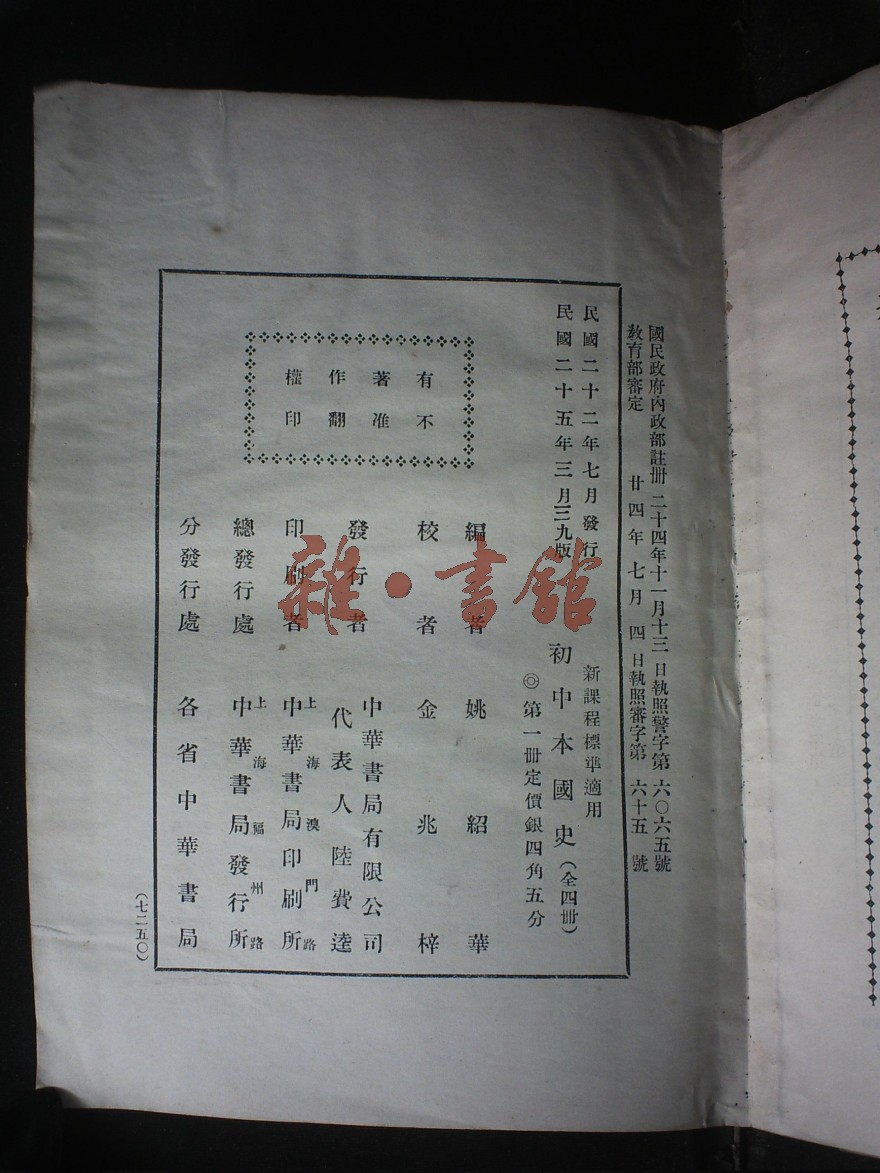 國民政府內政部註冊 二十四年十一月十三日執照警字第六〇六五號
教育部審定 廿四年七月四日執照審字第六十五號
民國二十二年七月發行
民國二十五年三月三九版
新課程標準適用
初中本國史（全四冊）
◎第一冊定價銀四角五分
有著作權
不准翻印
編者 姚紹華
校者 金兆梓
發行者 中華書局有限公司
代表人 陸費逵
印刷者 上海澳門路
中華書局印刷所
總發行處 上海福州路
中華書局發行所
分發行處 各省中華書局
（七二五〇）
雜·書館